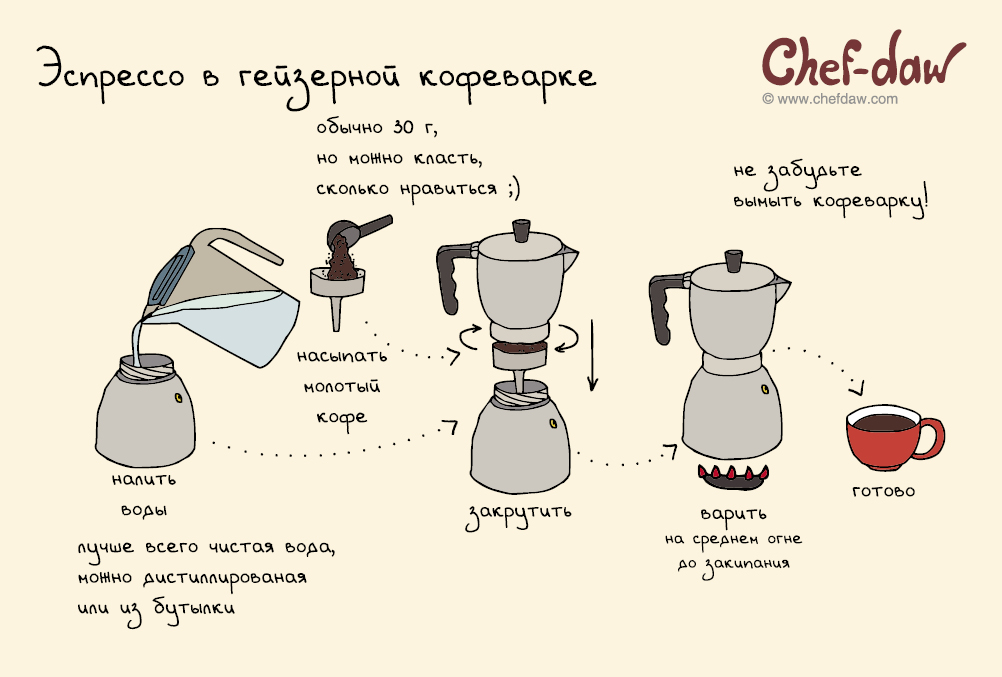 Эспрессо в гейзерной кофеварке
Chef-daw
© www.chefdaw.com
обычно 30 г,
но можно класть,
сколько нравиться ;)
не забудьте
вымыть кофеварку!
насыпать
молотый
кофе
налить
воды
лучше всего чистая вода,
можно дистиллированая
или из бутылки
закрутить
варить
на среднем огне
до закипания
готово